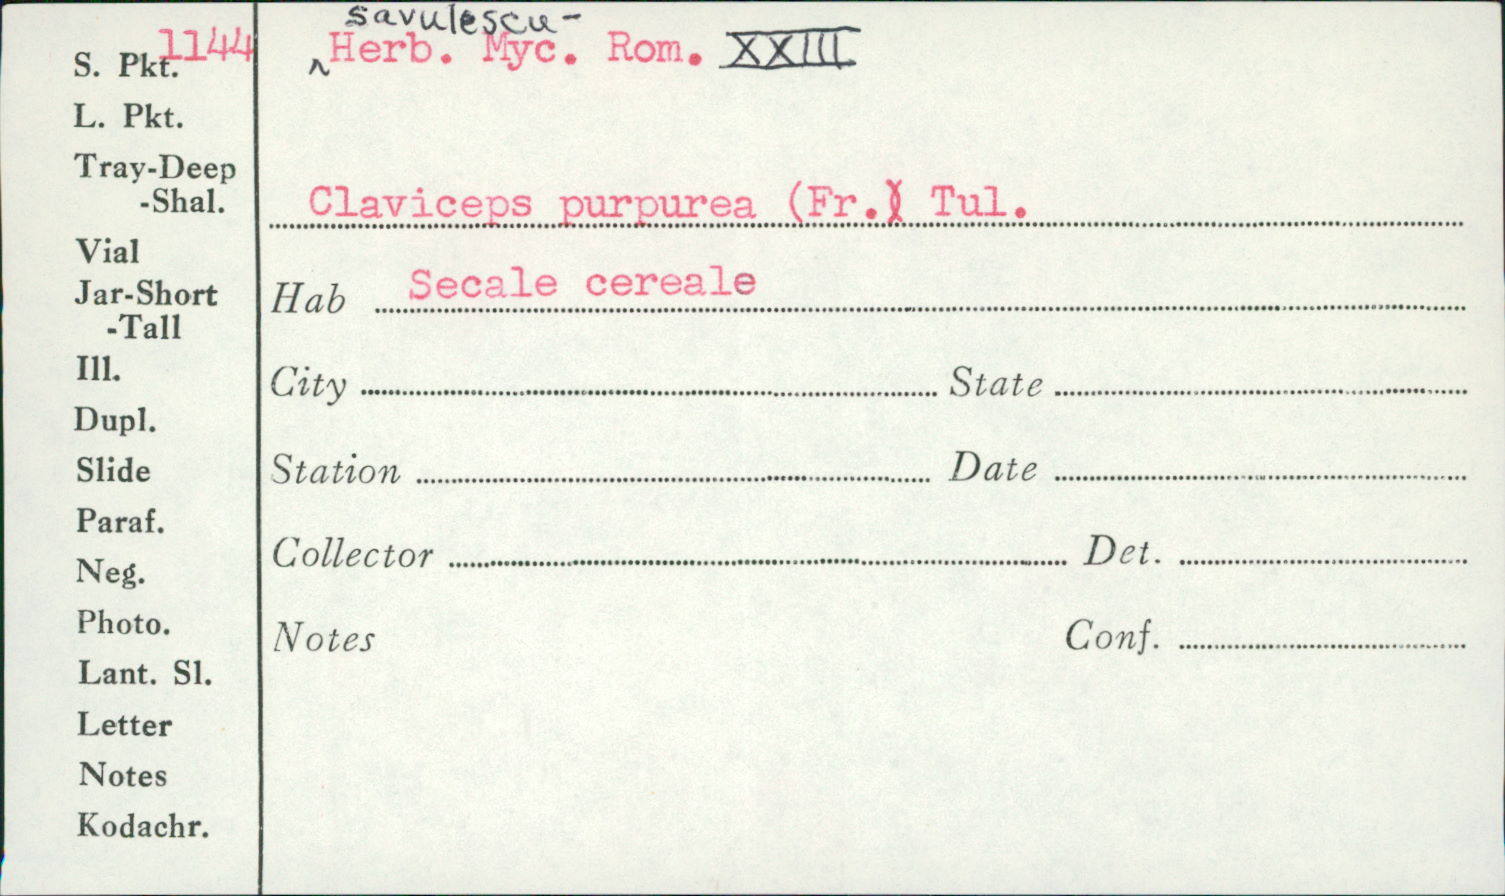 savulescu-
1144 Herb. Myc. Rom. XXIII
S. Pkt.
L. Pkt.
Tray-Deep
-Shal.
Claviceps purpurea (Fr.) Tul.
Vial
Jar-Short
-Tall
Hab Secale cereale
Ill.
City State
Dupl.
Slide
Station Date
Paraf.
Neg.
Collector Det.
Photo.
Notes Conf.
Lant. Sl.
Letter
Notes
Kodachr.